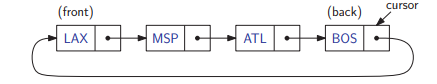 (front) (back) cursor
LAX MSP ATL BOS